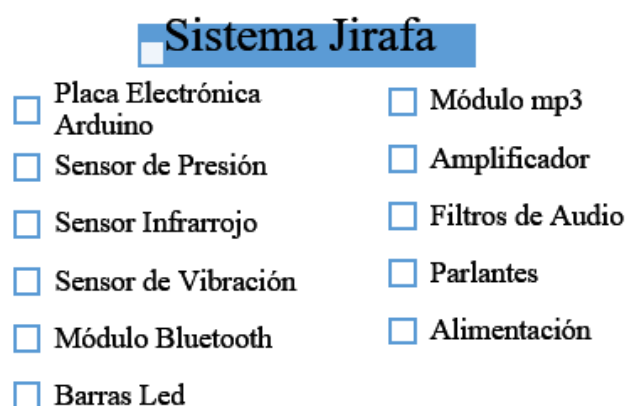 Sistema Jirafa
Placa Electrónica
Arduino
Sensor de Presión
Sensor Infrarrojo
Sensor de Vibración
Módulo Bluetooth
Barras Led
Módulo mp3
Amplificador
Filtros de Audio
Parlantes
Alimentación